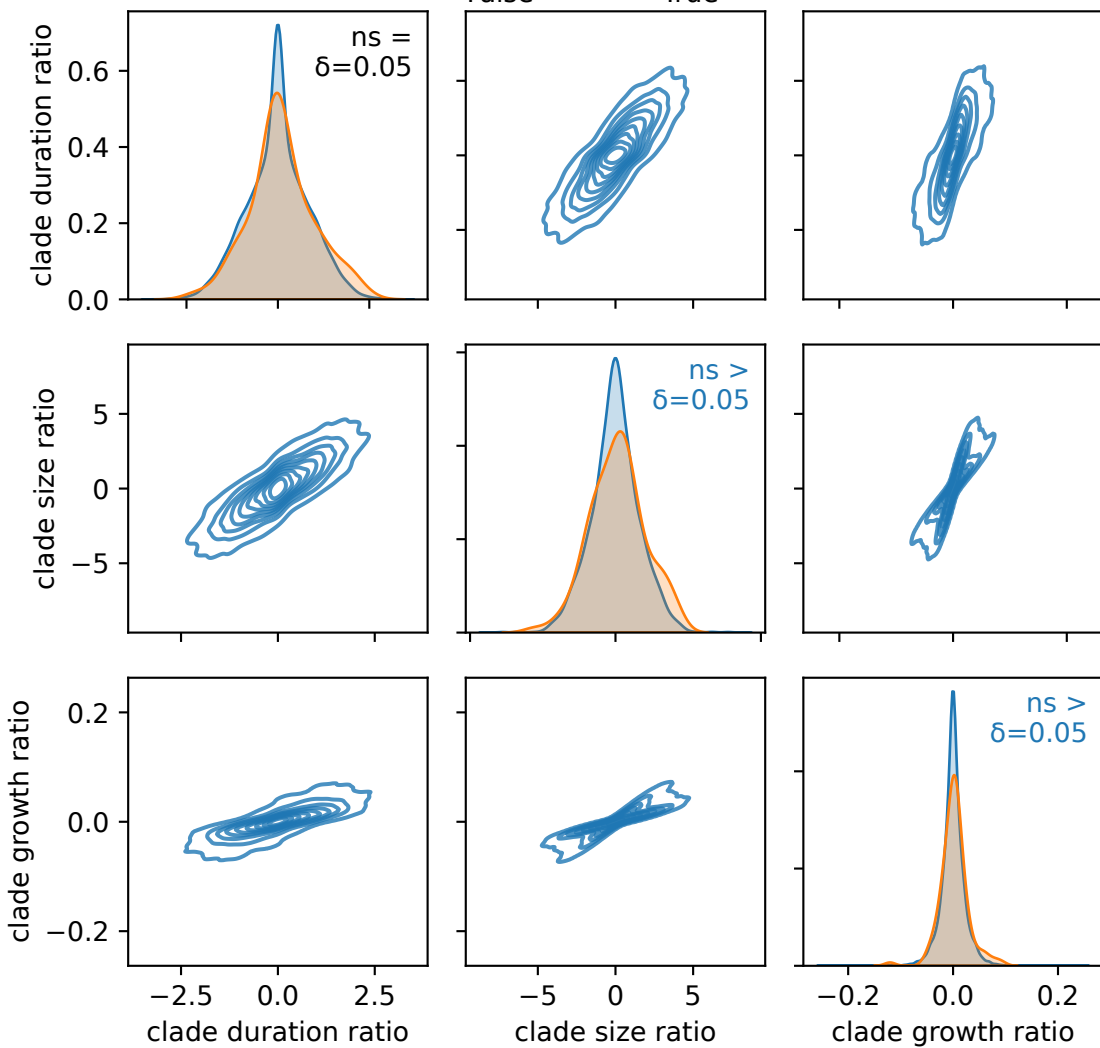 clade duration ratio
0.6
0.4
0.2
0.0
ns =
δ=0.05
clade size ratio
5
0
−5
ns >
δ=0.05
clade growth ratio
0.2
0.0
−0.2
ns >
δ=0.05
−2.5 0.0 2.5
−5 0 5
−0.2 0.0 0.2
clade duration ratio
clade size ratio
clade growth ratio